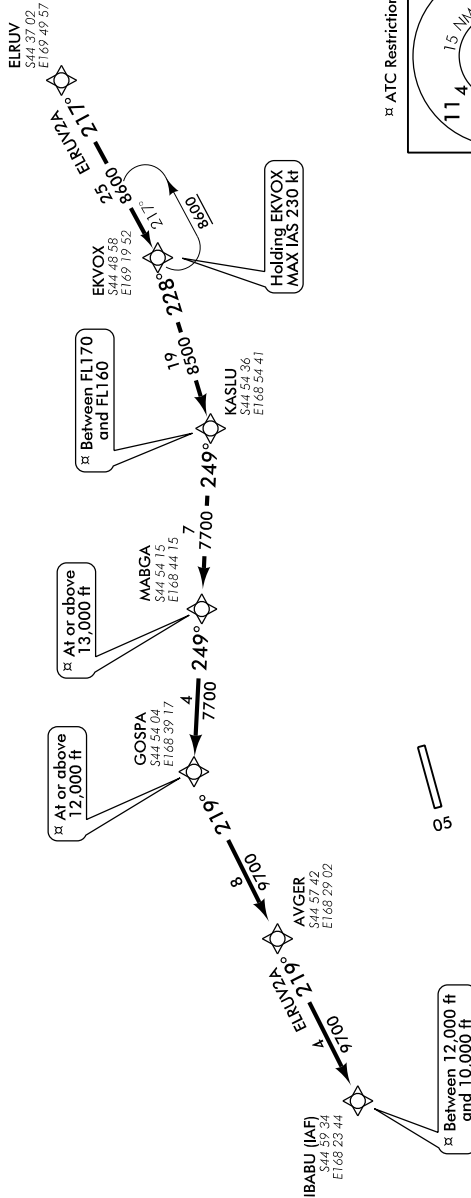 ELRUV
S44 37 02
E169 49 57
217°
ELRUV2A
25
8600
217°
8600
EKVOX
S44 48 58
E169 19 52
Holding EKVOX
MAX IAS 230 kt
228°
19
8500
¤ Between FL170
and FL160
KASLU
S44 54 36
E168 54 41
249°
7
7700
¤ At or above
13,000 ft
MABGA
S44 54 15
E168 44 15
249°
4
7700
¤ At or above
12,000 ft
GOSPA
S44 54 04
E168 39 17
219°
8
9700
AVGER
S44 57 42
E168 29 02
219°
ELRUV2A
4
9700
IBABU (IAF)
S44 59 34
E168 23 44
¤ Between 12,000 ft
and 10,000 ft
05
¤ ATC Restriction
15 NM
11 4